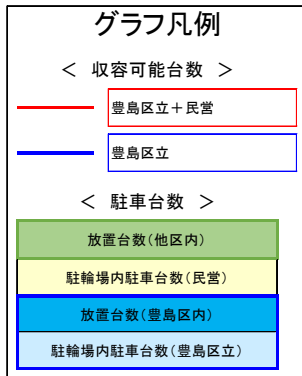 グラフ凡例
＜ 収容可能台数 ＞
豊島区立＋民営
豊島区立
＜ 駐車台数 ＞
放置台数(他区内)
駐輪場内駐車台数(民営)
放置台数(豊島区内)
駐輪場内駐車台数(豊島区立)